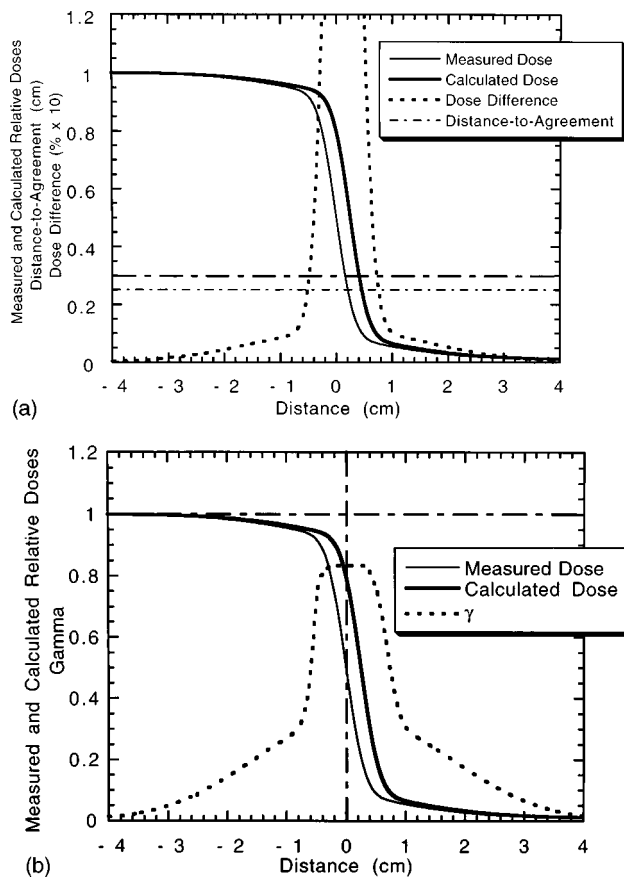 Measured and Calculated Relative Doses
Distance-to-Agreement (cm)
Dose Difference (% x 10)
1.2
1
0.8
0.6
0.4
0.2
0
Measured Dose
Calculated Dose
Dose Difference
Distance-to-Agreement
- 4 - 3 - 2 - 1 0 1 2 3 4
Distance (cm)
(a)
Measured and Calculated Relative Doses
Gamma
1.2
1
0.8
0.6
0.4
0.2
0
Measured Dose
Calculated Dose
γ
- 4 - 3 - 2 - 1 0 1 2 3 4
Distance (cm)
(b)